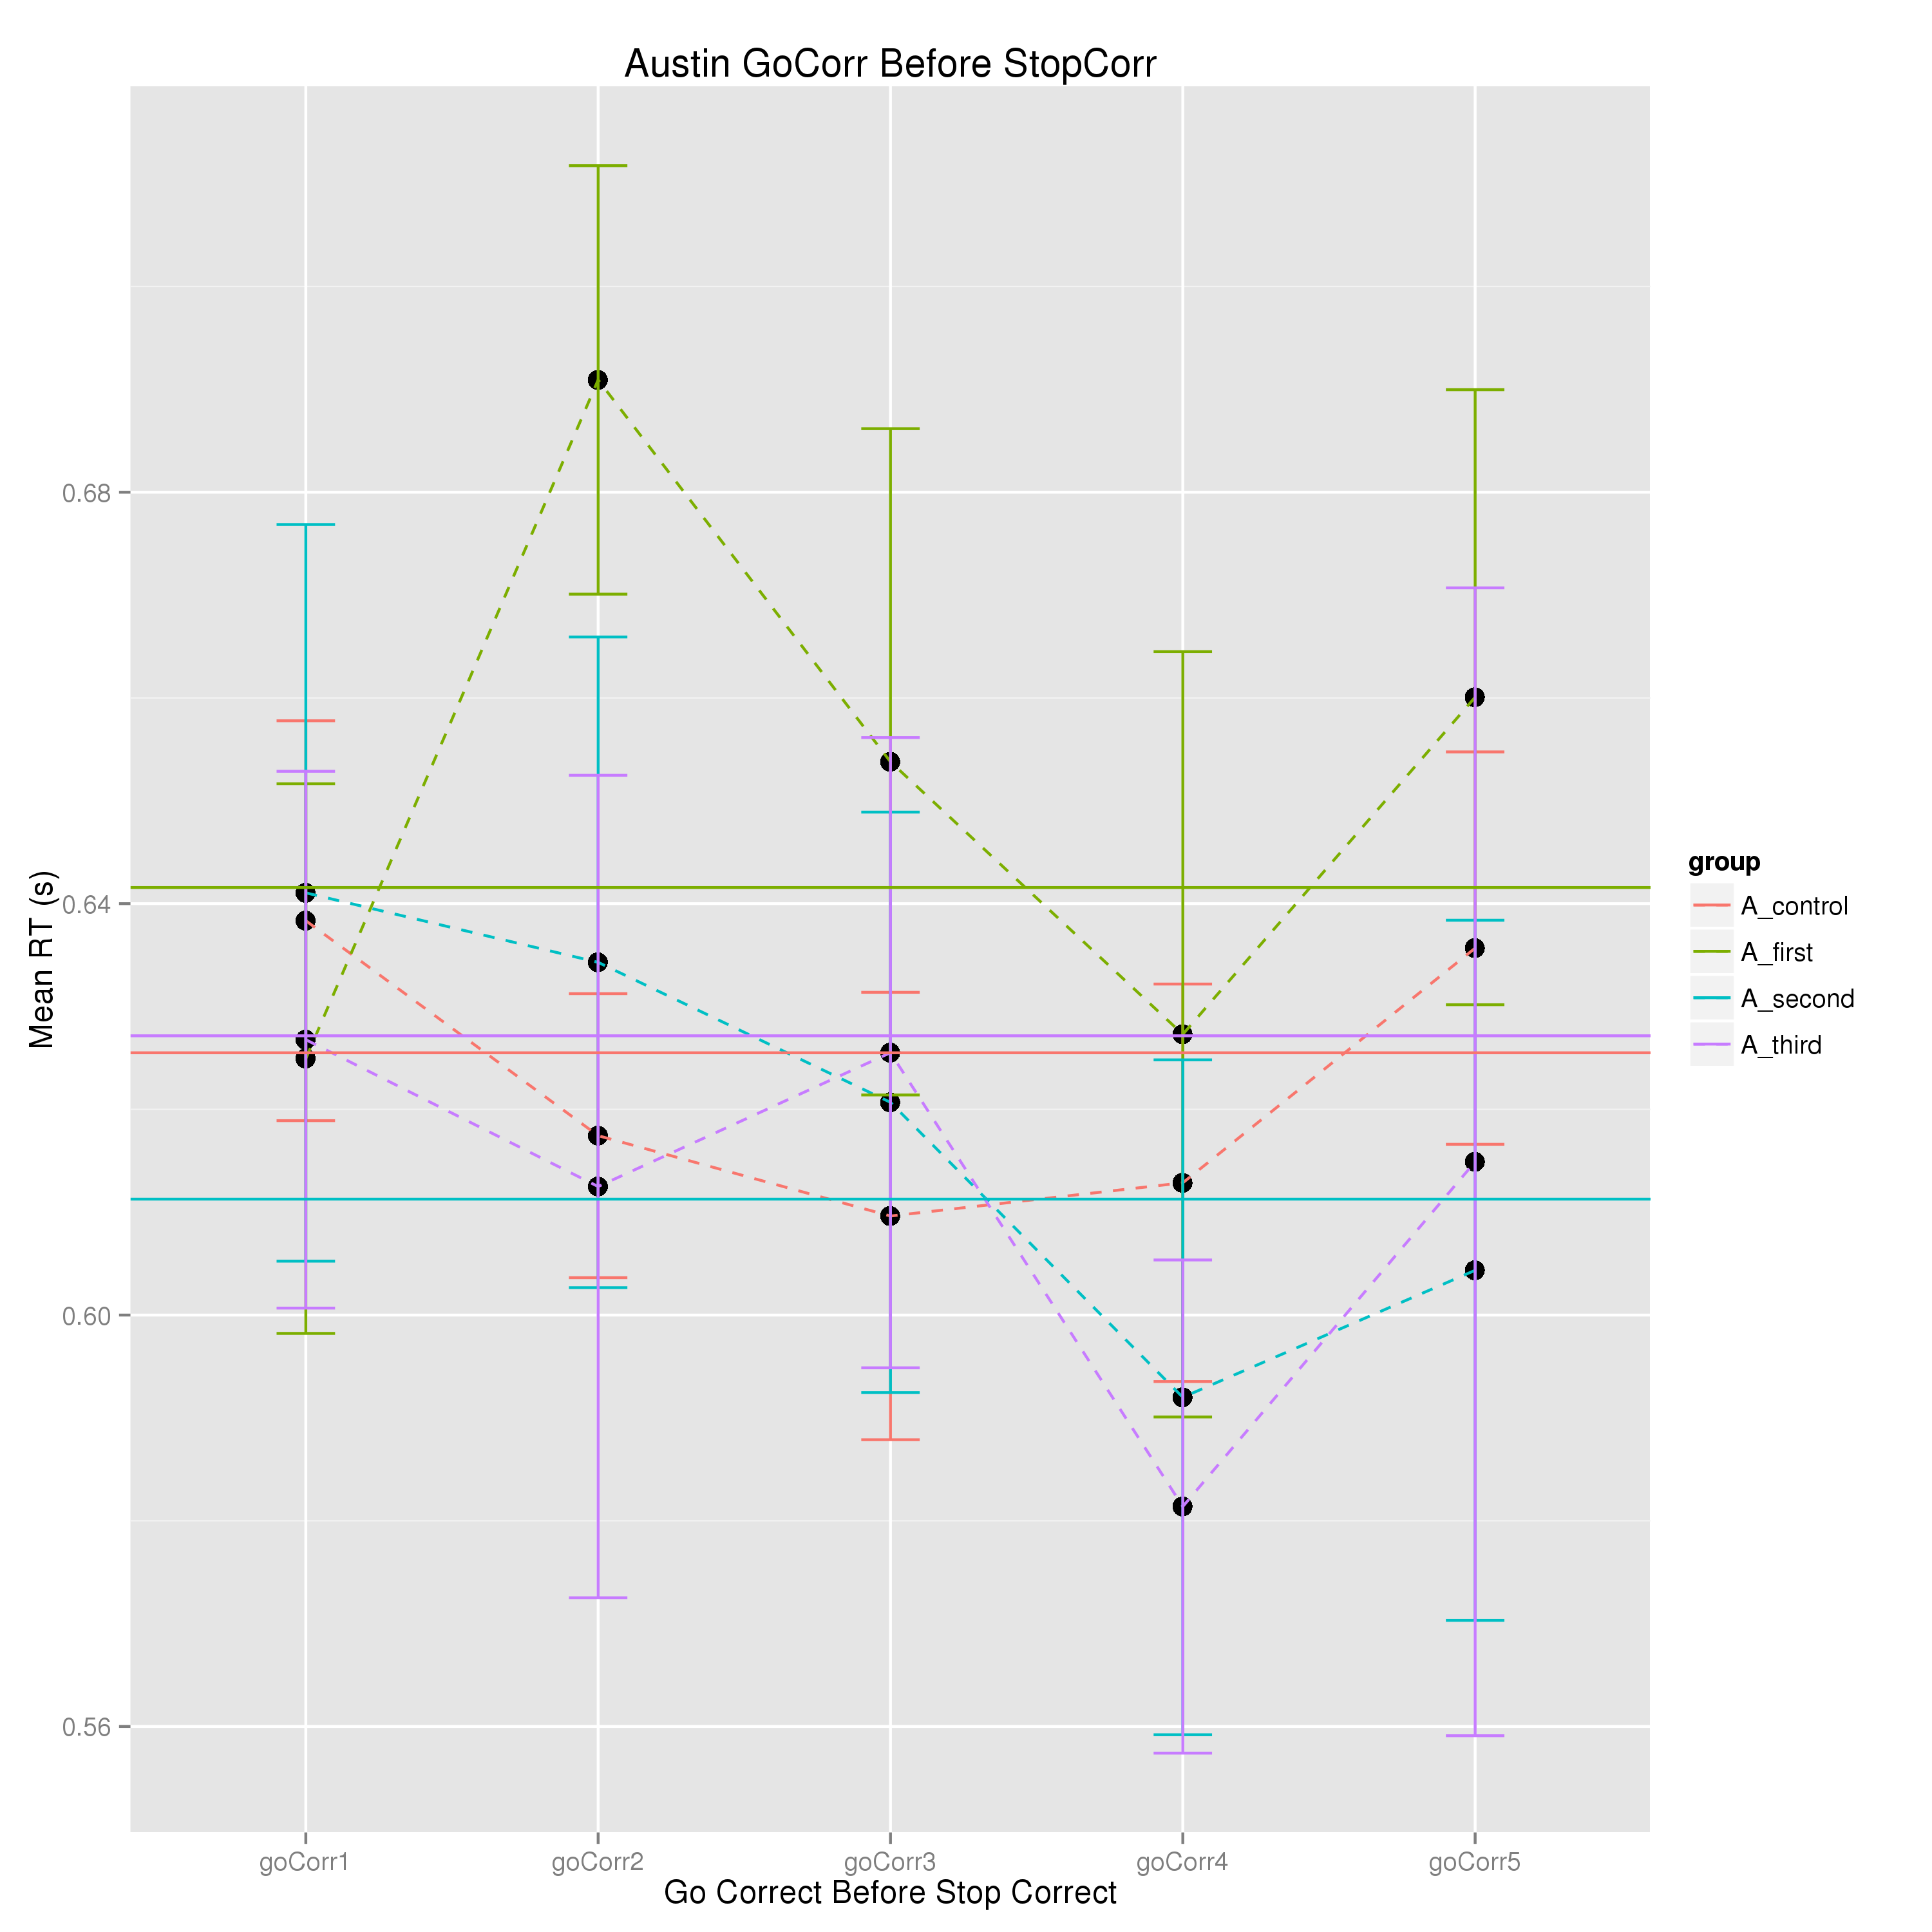 Austin GoCorr Before StopCorr
Mean RT (s)
0.68
0.64
0.60
0.56
goCorr1 goCorr2 goCorr3 goCorr4 goCorr5
Go Correct Before Stop Correct
group
A_control
A_first
A_second
A_third